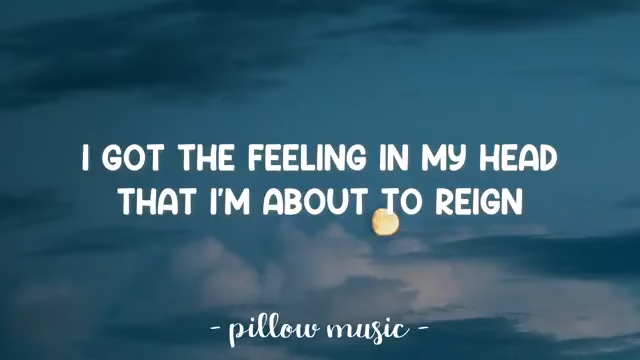 I GOT THE FEELING IN MY HEAD
THAT I'M ABOUT TO REIGN
- pillow music -